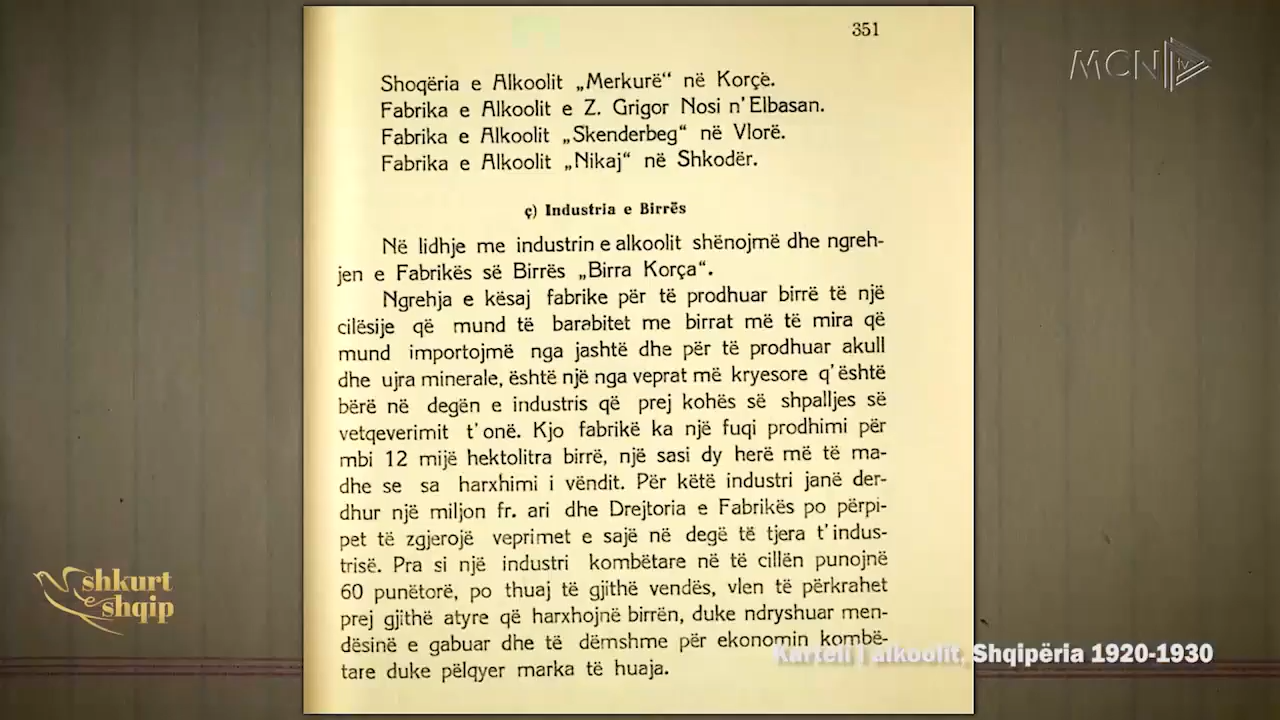 351
MCN tv
Shoqëria e Alkoolit „Merkurë“ në Korçë.
Fabrika e Alkoolit e Z. Grigor Nosi n' Elbasan.
Fabrika e Alkoolit „Skenderbeg“ në Vlorë.
Fabrika e Alkoolit „Nikaj“ në Shkodër.
ç) Industria e Birrës
Në lidhje me industrin e alkoolit shënojmë dhe ngreh-
jen e Fabrikës së Birrës „Birra Korça“.
Ngrehja e kësaj fabrike për të prodhuar birrë të një
cilësije që mund të barabitet me birrat më të mira që
mund importojmë nga jashtë dhe për të prodhuar akull
dhe ujra minerale, është një nga veprat më kryesore q' është
bërë në degën e industris që prej kohës së shpalljes së
vetqeverimit t' onë. Kjo fabrikë ka një fuqi prodhimi për
mbi 12 mijë hektolitra birrë, një sasi dy herë më të ma-
dhe se sa harxhimi i vëndit. Për këtë industri janë der-
dhur një miljon fr. ari dhe Drejtoria e Fabrikës po përpi-
pet të zgjerojë veprimet e sajë në degë të tjera t' indus-
trisë. Pra si një industri kombëtare në të cillën punojnë
60 punëtorë, po thuaj të gjithë vendës, vlen të përkrahet
prej gjithë atyre që harxhojnë birrën, duke ndryshuar men-
dësinë e gabuar dhe të dëmshme për ekonomin kombë-
tare duke pëlqyer marka të huaja.
shkurt
e shqip
Karteli i alkoolit, Shqipëria 1920-1930